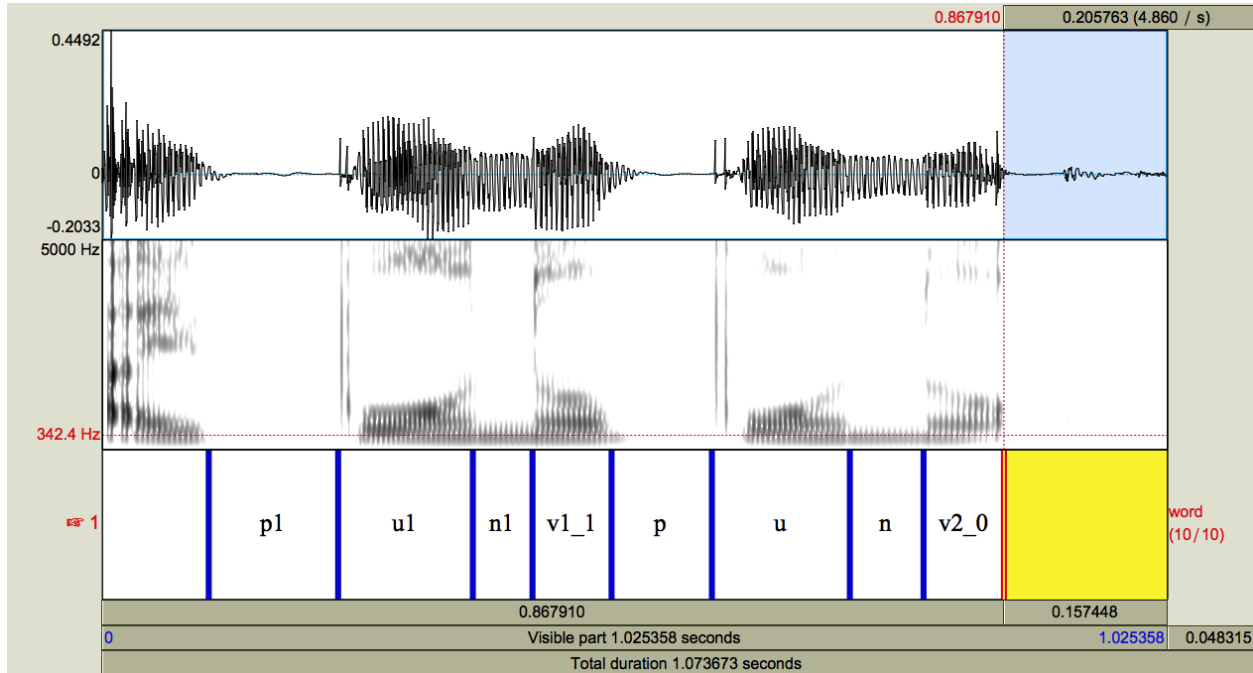 0.867910 0.205763 (4.860 / s)
0.4492
0
-0.2033
5000 Hz
342.4 Hz
☞ 1 p1 u1 n1 v1_1 p u n v2_0 word
(10/10)
0.867910 0.157448
0 Visible part 1.025358 seconds 1.025358 0.048315
Total duration 1.073673 seconds